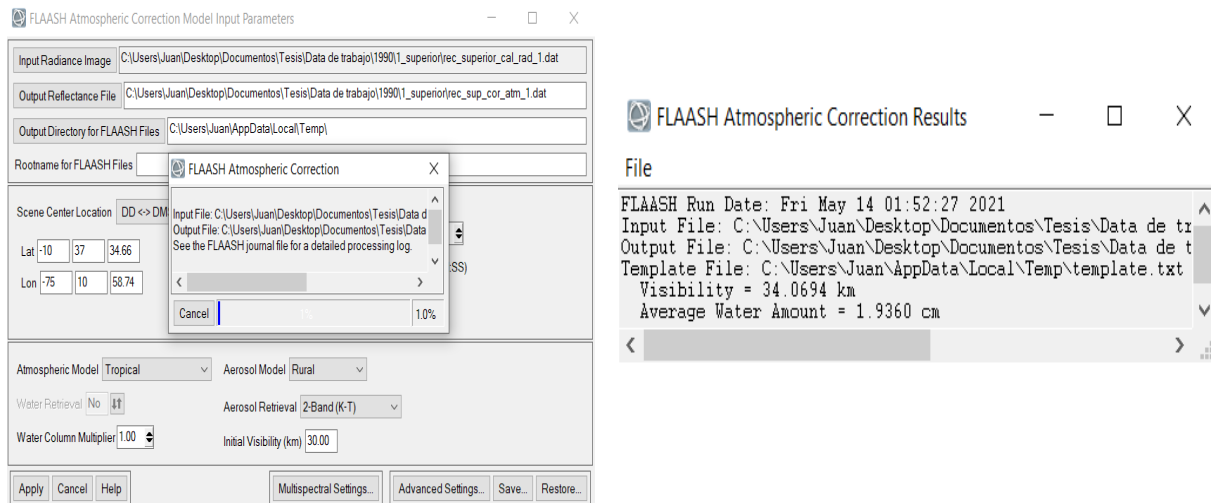 FLAASH Atmospheric Correction Model Input Parameters
Input Radiance Image C:\Users\Juan\Desktop\Documentos\Tesis\Data de trabajo\1990\1_superior\rec_superior_cal_rad_1.dat
Output Reflectance File C:\Users\Juan\Desktop\Documentos\Tesis\Data de trabajo\1990\1_superior\rec_sup_cor_atm_1.dat
Output Directory for FLAASH Files C:\Users\Juan\AppData\Local\Temp\
Rootname for FLAASH Files
Scene Center Location DD <-> DM
Lat -10 37 34.66
Lon -75 10 58.74
:SS)
FLAASH Atmospheric Correction
Input File: C:\Users\Juan\Desktop\Documentos\Tesis\Data d
Output File: C:\Users\Juan\Desktop\Documentos\Tesis\Data
See the FLAASH journal file for a detailed processing log.
Cancel 1% 1.0%
Atmospheric Model Tropical Aerosol Model Rural
Water Retrieval No Aerosol Retrieval 2-Band (K-T)
Water Column Multiplier 1.00 Initial Visibility (km) 30.00
Apply Cancel Help Multispectral Settings... Advanced Settings... Save... Restore...
FLAASH Atmospheric Correction Results
File
FLAASH Run Date: Fri May 14 01:52:27 2021
Input File: C:\Users\Juan\Desktop\Documentos\Tesis\Data de tr
Output File: C:\Users\Juan\Desktop\Documentos\Tesis\Data de t
Template File: C:\Users\Juan\AppData\Local\Temp\template.txt
Visibility = 34.0694 km
Average Water Amount = 1.9360 cm